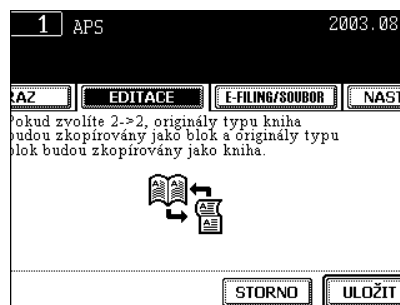 1 APS 2003.08
RAZ EDITACE E-FILING/SOUBOR NAST
Pokud zvolíte 2->2, originály typu kniha
budou zkopírovány jako blok a originály typu
blok budou zkopírovány jako kniha.
STORNO ULOŽIT